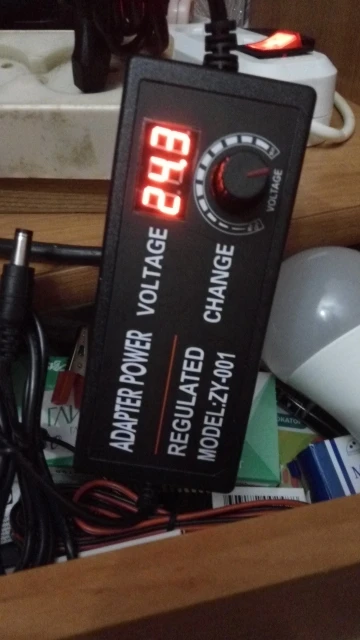 24.3
VOLTAGE
ADAPTER POWER VOLTAGE
CHANGE
REGULATED
MODEL.ZY-001